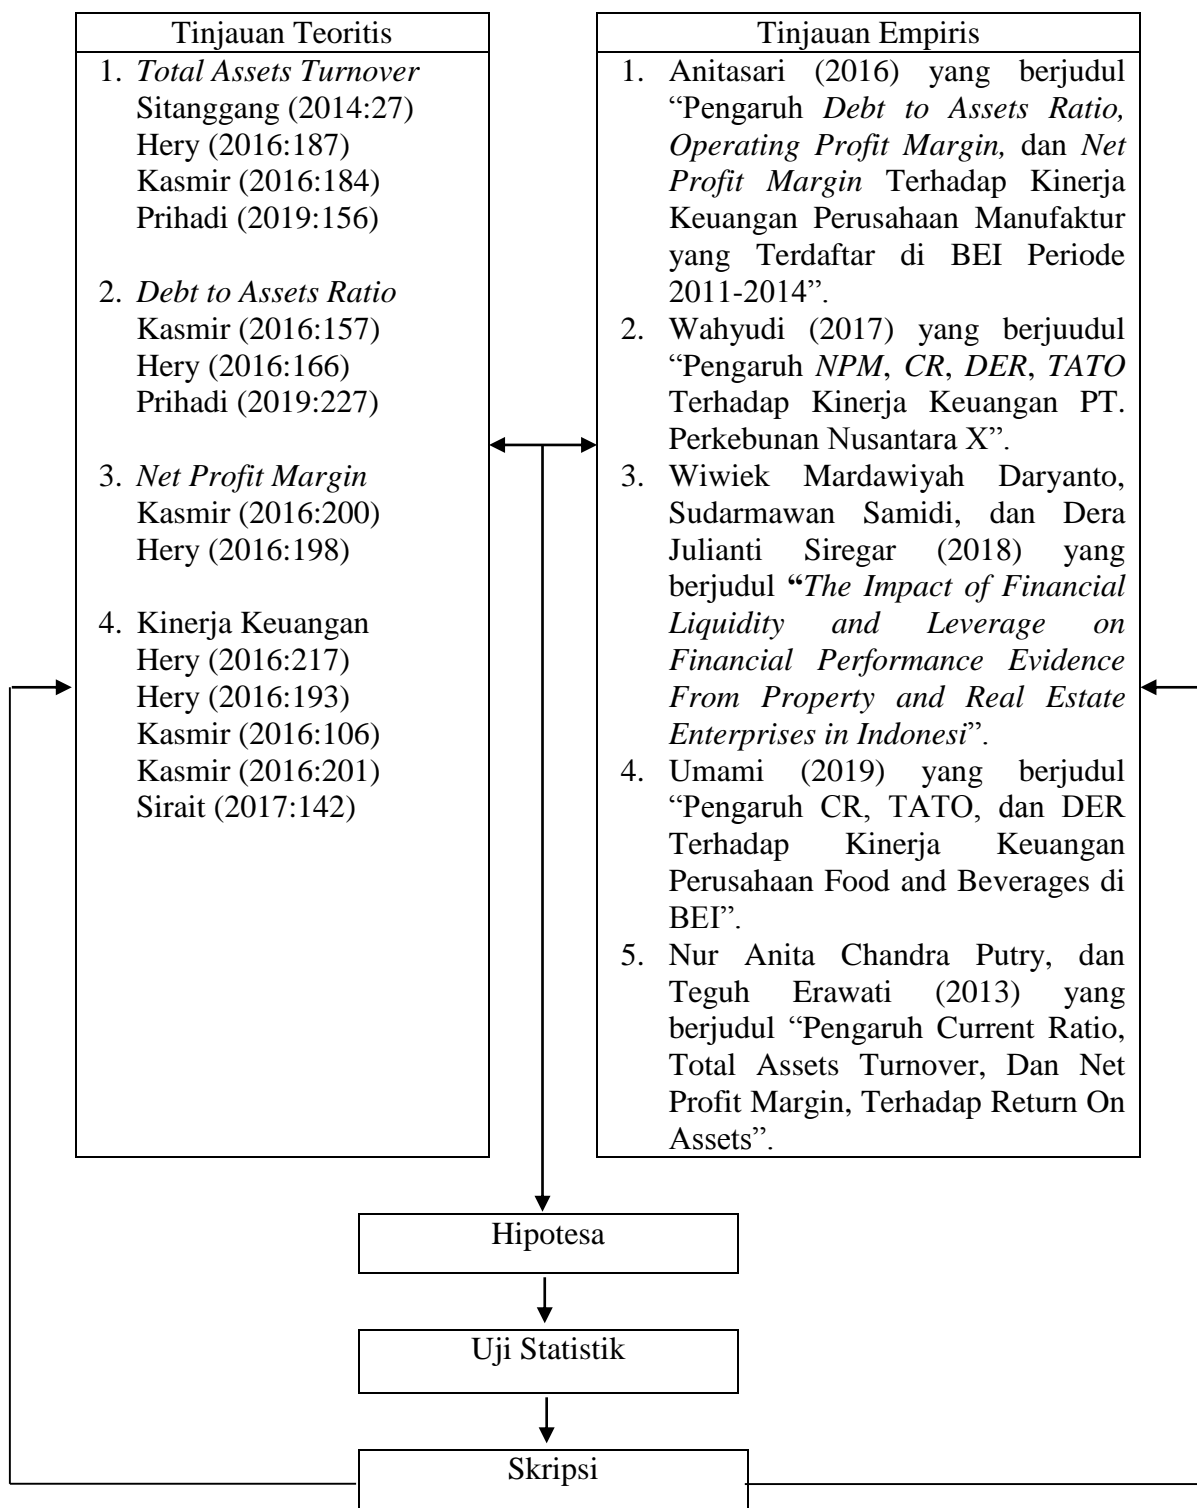 Tinjauan Teoritis
1. Total Assets Turnover
Sitanggang (2014:27)
Hery (2016:187)
Kasmir (2016:184)
Prihadi (2019:156)
2. Debt to Assets Ratio
Kasmir (2016:157)
Hery (2016:166)
Prihadi (2019:227)
3. Net Profit Margin
Kasmir (2016:200)
Hery (2016:198)
4. Kinerja Keuangan
Hery (2016:217)
Hery (2016:193)
Kasmir (2016:106)
Kasmir (2016:201)
Sirait (2017:142)
Tinjauan Empiris
1. Anitasari (2016) yang berjudul
“Pengaruh Debt to Assets Ratio,
Operating Profit Margin, dan Net
Profit Margin Terhadap Kinerja
Keuangan Perusahaan Manufaktur
yang Terdaftar di BEI Periode
2011-2014”.
2. Wahyudi (2017) yang berjuudul
“Pengaruh NPM, CR, DER, TATO
Terhadap Kinerja Keuangan PT.
Perkebunan Nusantara X”.
3. Wiwiek Mardawiyah Daryanto,
Sudarmawan Samidi, dan Dera
Julianti Siregar (2018) yang
berjudul “The Impact of Financial
Liquidity and Leverage on
Financial Performance Evidence
From Property and Real Estate
Enterprises in Indonesi”.
4. Umami (2019) yang berjudul
“Pengaruh CR, TATO, dan DER
Terhadap Kinerja Keuangan
Perusahaan Food and Beverages di
BEI”.
5. Nur Anita Chandra Putry, dan
Teguh Erawati (2013) yang
berjudul “Pengaruh Current Ratio,
Total Assets Turnover, Dan Net
Profit Margin, Terhadap Return On
Assets”.
Hipotesa
Uji Statistik
Skripsi